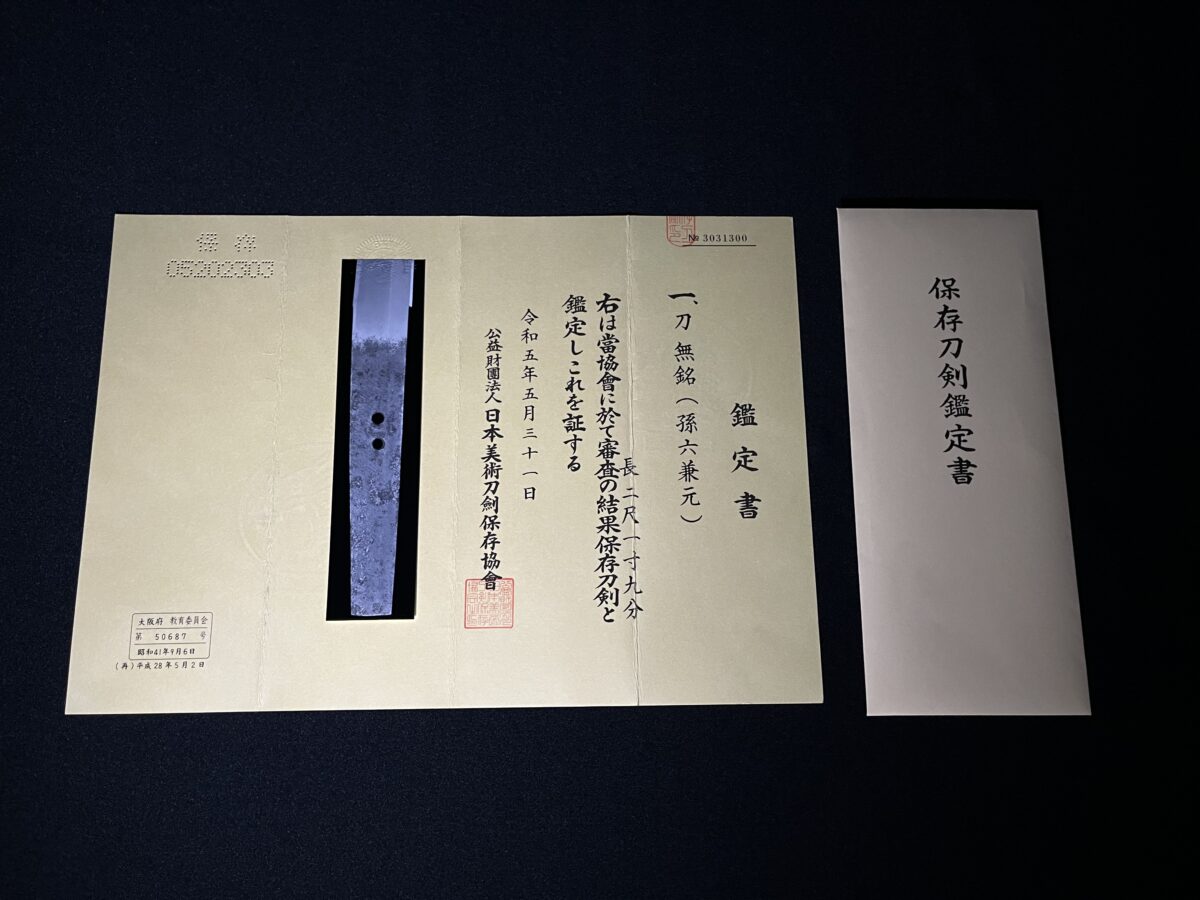 № 3031300
鑑定書
一、刀 無銘(孫六兼元)
長二尺一寸九分
右は當協會に於て審査の結果保存刀剣と
鑑定しこれを証する
令和五年五月三十一日
公益財團法人 日本美術刀劍保存協會
保存
05202303
大阪府 教育委員会
第 50687 号
昭和41年9月6日
(再)平成28年5月2日
保存刀剣鑑定書